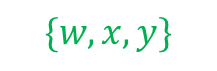 {w, x, y}